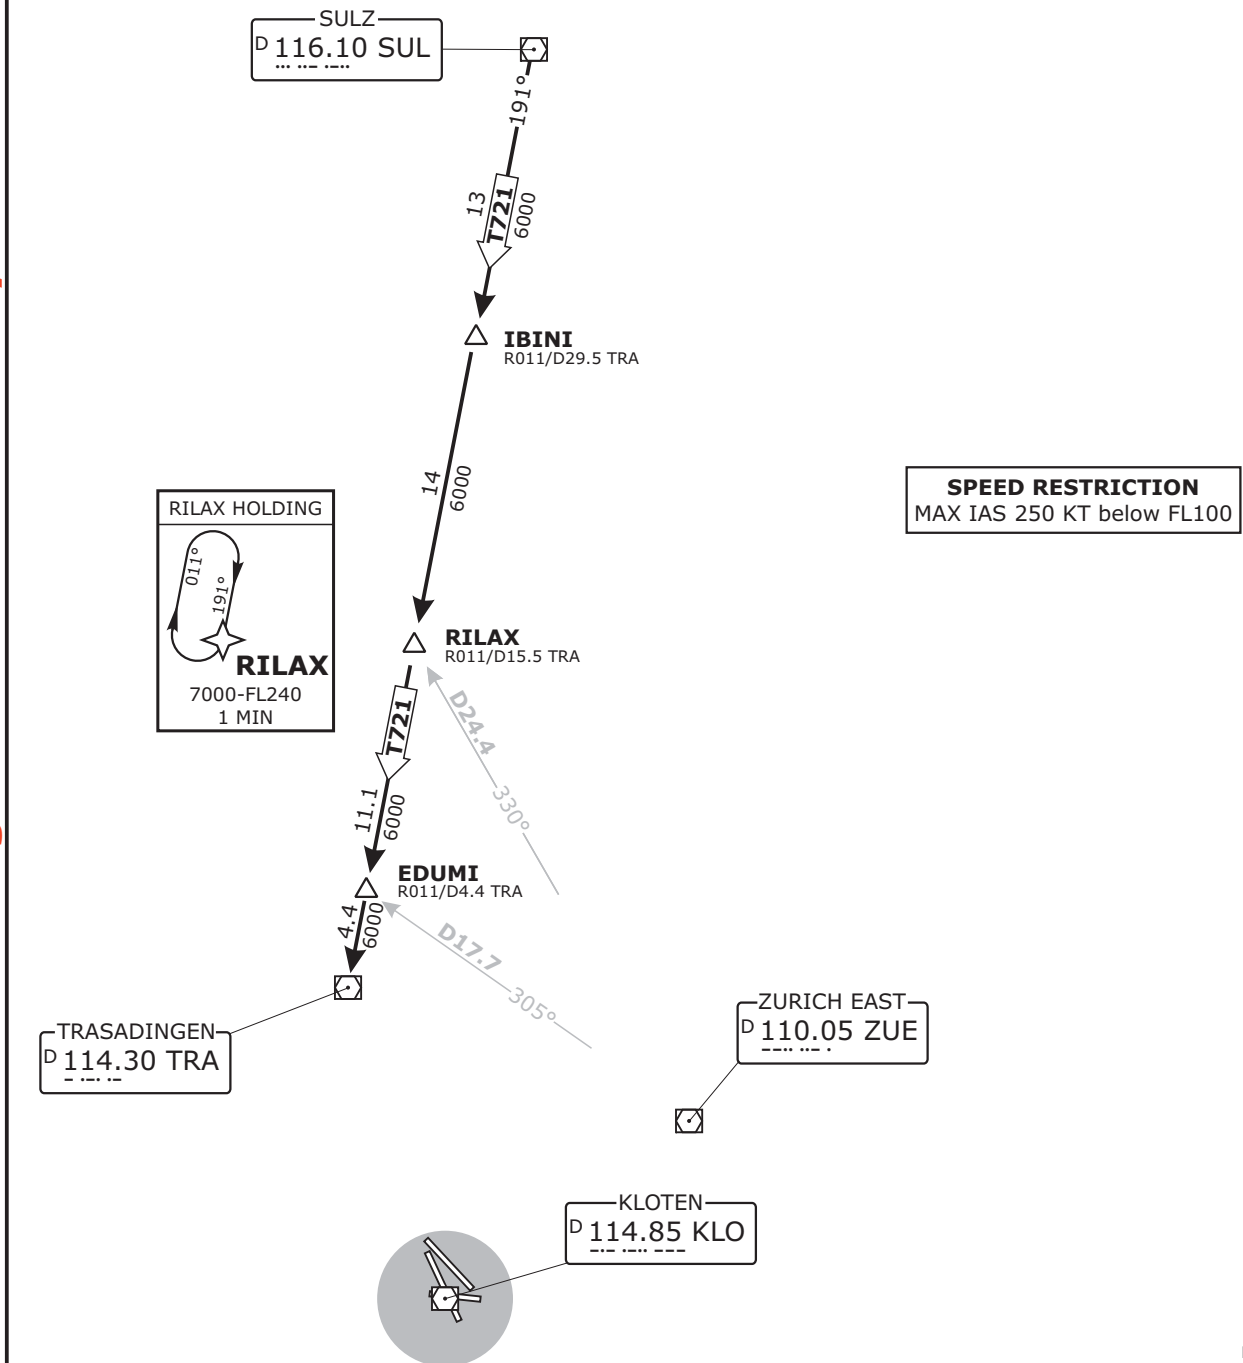 SULZ
D 116.10 SUL
191°
13
T721
6000
IBINI
R011/D29.5 TRA
14
6000
SPEED RESTRICTION
MAX IAS 250 KT below FL100
RILAX HOLDING
011°
191°
RILAX
7000-FL240
1 MIN
RILAX
R011/D15.5 TRA
D24.4
330°
T721
11.1
6000
EDUMI
R011/D4.4 TRA
4.4
6000
D17.7
305°
TRASADINGEN
D 114.30 TRA
ZURICH EAST
D 110.05 ZUE
KLOTEN
D 114.85 KLO